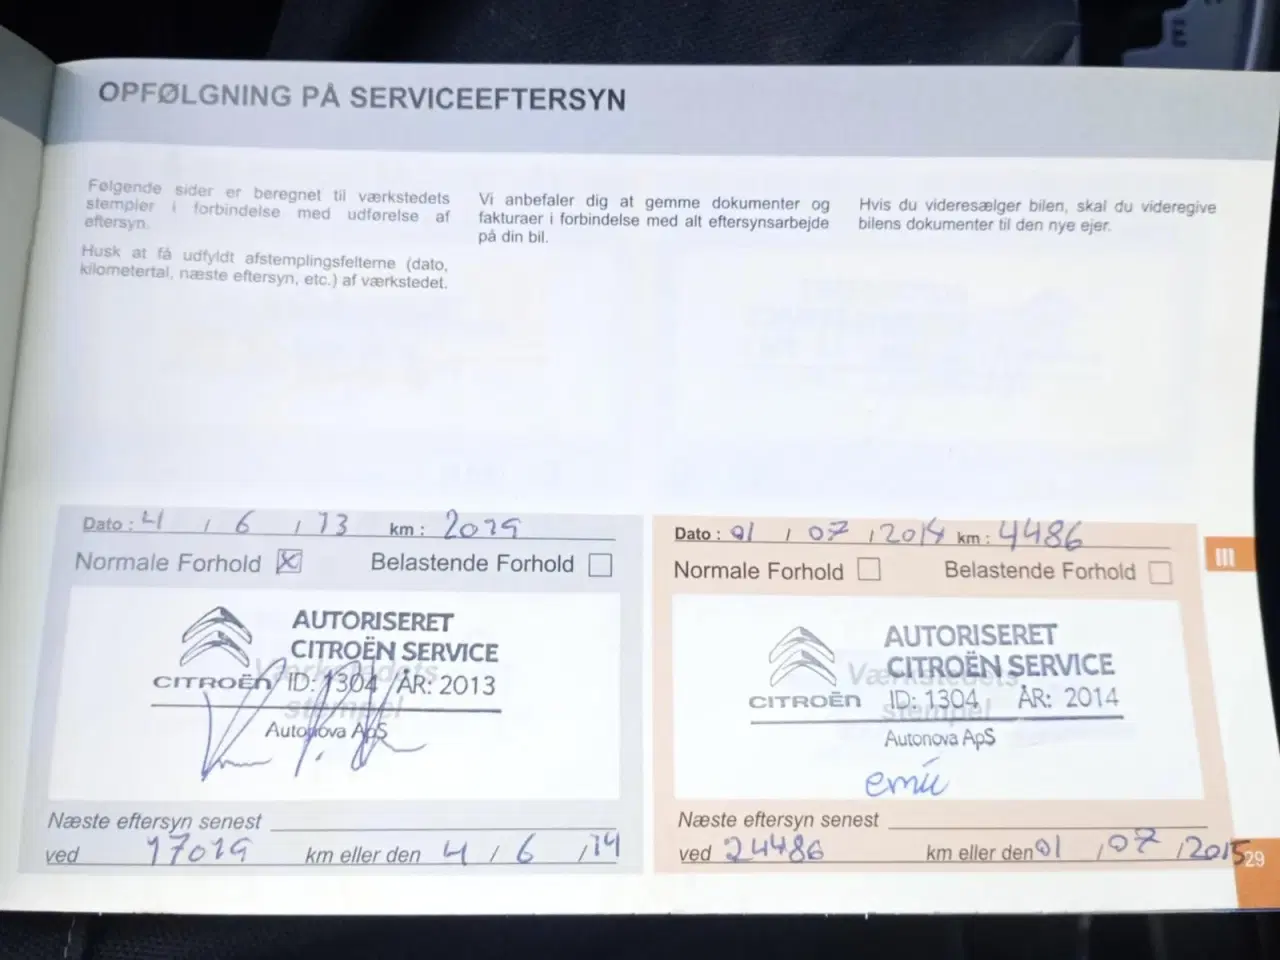 OPFØLGNING PÅ SERVICEEFTERSYN
Følgende sider er beregnet til værkstedets
stempler i forbindelse med udførelse af
eftersyn.
Husk at få udfyldt afstemplingsfelterne (dato,
kilometertal, næste eftersyn, etc.) af værkstedet.
Vi anbefaler dig at gemme dokumenter og
fakturaer i forbindelse med alt eftersynsarbejde
på din bil.
Hvis du videresælger bilen, skal du videregive
bilens dokumenter til den nye ejer.
Dato : 4 / 6 / 13 km : 2019
Normale Forhold Belastende Forhold
AUTORISERET
CITROËN SERVICE
Værkstedets
CITROËN ID: 1304 ÅR: 2013
stempel
Autonova ApS
Næste eftersyn senest
ved 17019 km eller den 4 / 6 / 14
Dato : 01 / 07 / 2014 km : 4486
Normale Forhold Belastende Forhold
AUTORISERET
CITROËN SERVICE
Værkstedets
CITROËN ID: 1304 ÅR: 2014
stempel
Autonova ApS
Næste eftersyn senest
ved 24486 km eller den 01 / 07 / 2015
III
29